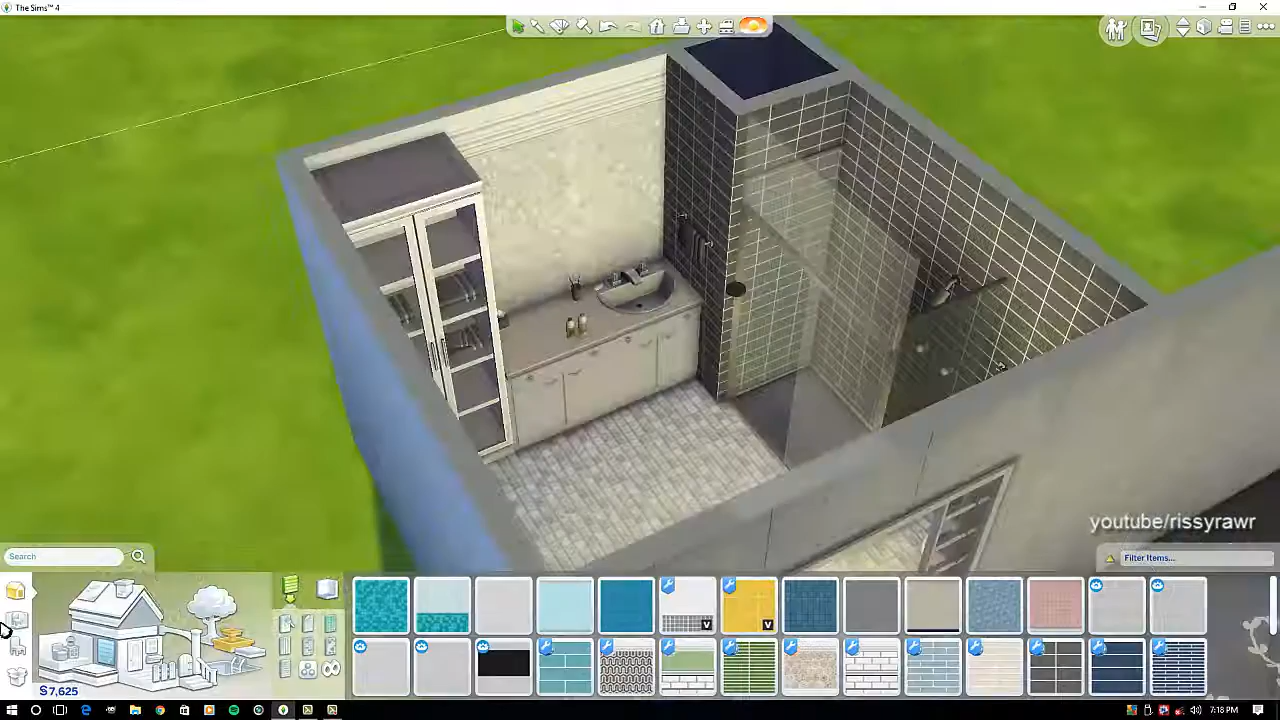 The Sims™ 4
youtube/rissyrawr
Search
Filter Items...
V
V
§7,625
7:18 PM